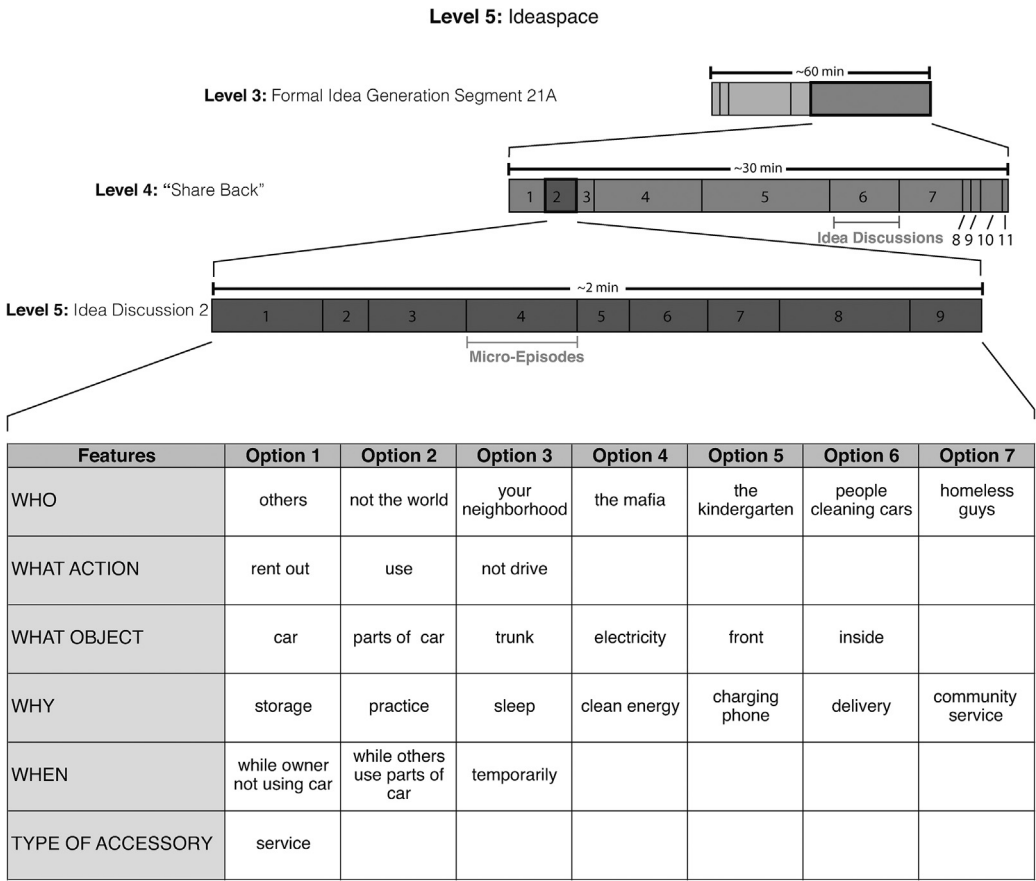 Level 5: Ideaspace
~60 min
Level 3: Formal Idea Generation Segment 21A
~30 min
Level 4: “Share Back”
1 2 3 4 5 6 7
Idea Discussions 8 9 10 11
~2 min
Level 5: Idea Discussion 2
1 2 3 4 5 6 7 8 9
Micro-Episodes
Features Option 1 Option 2 Option 3 Option 4 Option 5 Option 6 Option 7
WHO others not the world your neighborhood the mafia the kindergarten people cleaning cars homeless guys
WHAT ACTION rent out use not drive
WHAT OBJECT car parts of car trunk electricity front inside
WHY storage practice sleep clean energy charging phone delivery community service
WHEN while owner not using car while others use parts of car temporarily
TYPE OF ACCESSORY service